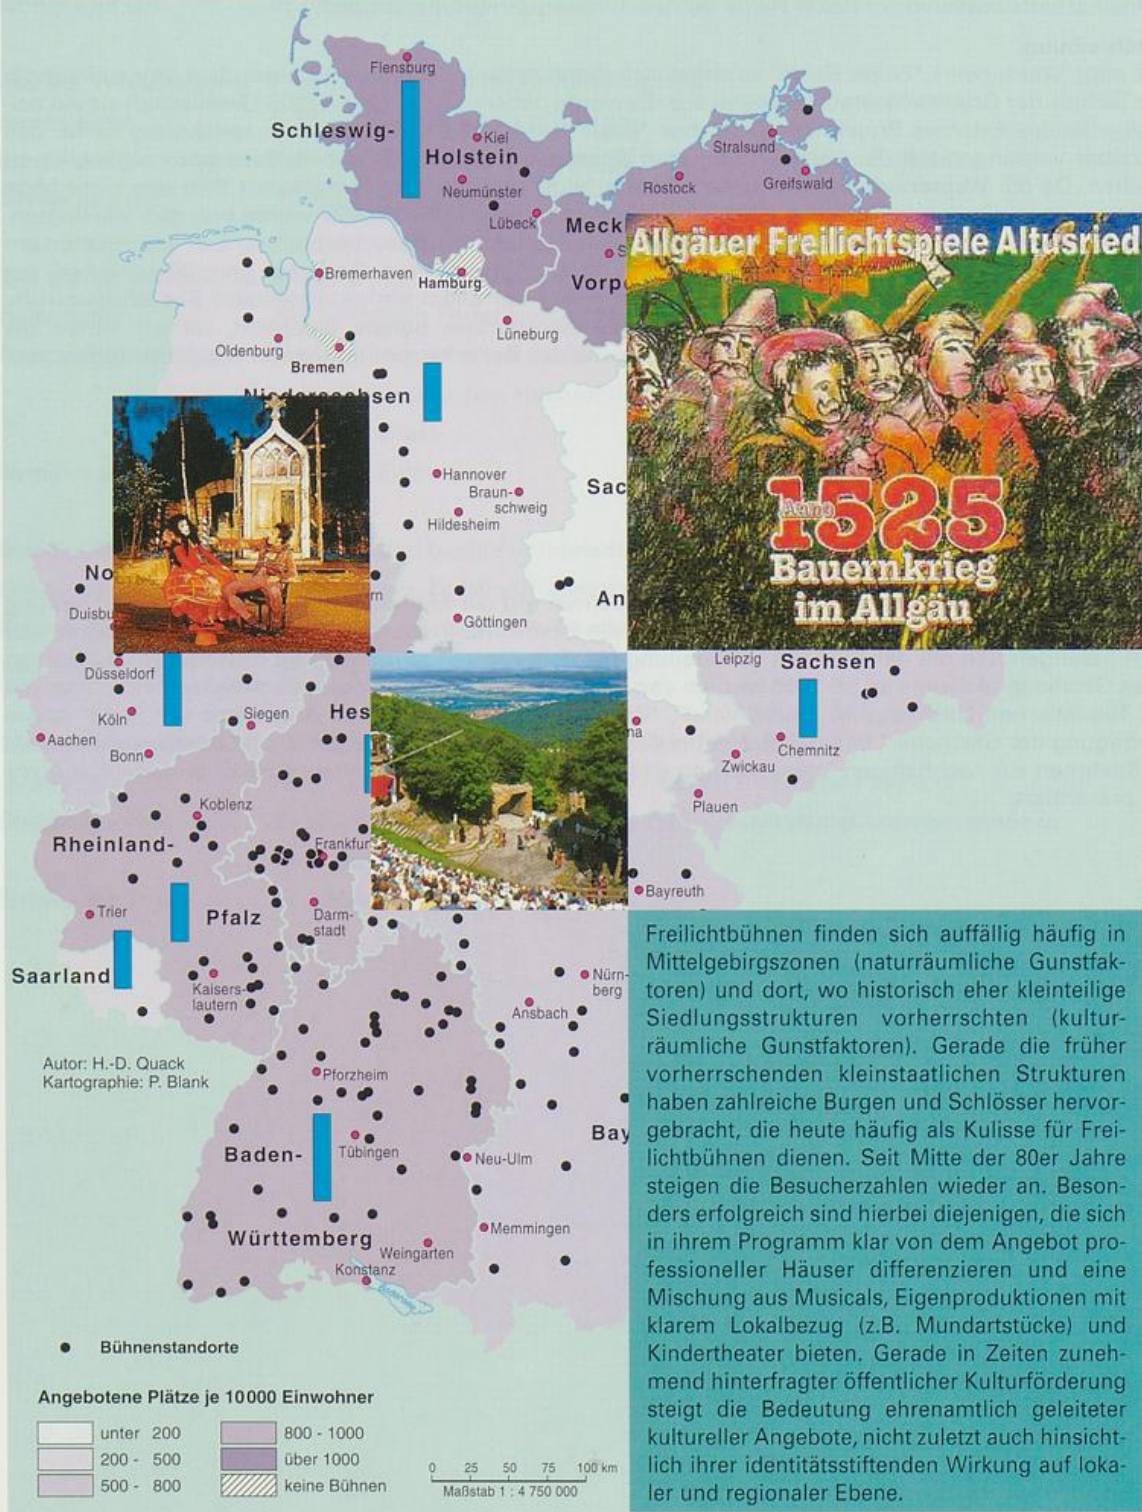 Flensburg
Schleswig-
Kiel
Holstein
Neumünster
Lübeck
Stralsund
Rostock
Greifswald
Meck
S
Vorp
Bremerhaven
Hamburg
Lüneburg
Oldenburg
Bremen
Niedersachsen
Hannover
Braun-
schweig
Hildesheim
Sac
An
Göttingen
No
rn
Duisbu
Düsseldorf
Köln
Siegen
Hes
Aachen
Bonn
Koblenz
Rheinland-
Frankfur
Trier
Pfalz
Darm-
stadt
Saarland
Kaisers-
lautern
Nürn-
berg
Ansbach
Leipzig
Sachsen
na
Chemnitz
Zwickau
Plauen
Bayreuth
Allgäuer Freilichtspiele Altusried
Anno
1525
Bauernkrieg
im Allgäu
Autor: H.-D. Quack
Kartographie: P. Blank
Pforzheim
Bay
Baden-
Tübingen
Neu-Ulm
Württemberg
Memmingen
Weingarten
Konstanz
Bühnenstandorte
Angebotene Plätze je 10000 Einwohner
unter 200
200 - 500
500 - 800
800 - 1000
über 1000
keine Bühnen
0 25 50 75 100 km
Maßstab 1 : 4 750 000
Freilichtbühnen finden sich auffällig häufig in
Mittelgebirgszonen (naturräumliche Gunstfak-
toren) und dort, wo historisch eher kleinteilige
Siedlungsstrukturen vorherrschten (kultur-
räumliche Gunstfaktoren). Gerade die früher
vorherrschenden kleinstaatlichen Strukturen
haben zahlreiche Burgen und Schlösser hervor-
gebracht, die heute häufig als Kulisse für Frei-
lichtbühnen dienen. Seit Mitte der 80er Jahre
steigen die Besucherzahlen wieder an. Beson-
ders erfolgreich sind hierbei diejenigen, die sich
in ihrem Programm klar von dem Angebot pro-
fessioneller Häuser differenzieren und eine
Mischung aus Musicals, Eigenproduktionen mit
klarem Lokalbezug (z.B. Mundartstücke) und
Kindertheater bieten. Gerade in Zeiten zuneh-
mend hinterfragter öffentlicher Kulturförderung
steigt die Bedeutung ehrenamtlich geleiteter
kultureller Angebote, nicht zuletzt auch hinsicht-
lich ihrer identitätsstiftenden Wirkung auf loka-
ler und regionaler Ebene.